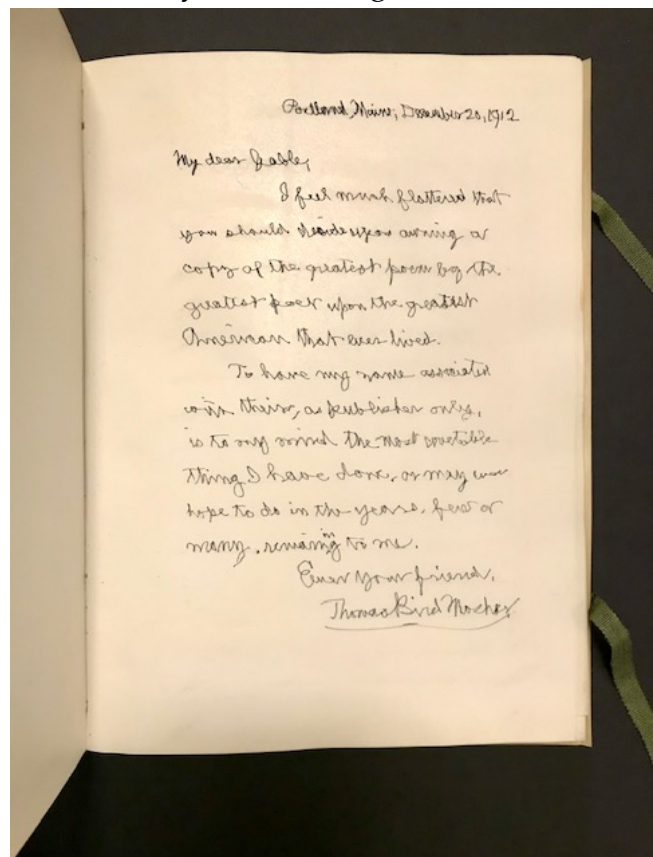 Portland, Maine, December 20, 1912
My dear Gable,
I feel much flattered that
you should decide upon owning a
copy of the greatest poem by the
greatest poet upon the greatest
American that ever lived.
To have my name associated
with theirs, as publisher only,
is to my mind the most covetable
thing I have done, or may ever
hope to do in the years, few or
many, remaining to me.
Ever your friend,
Thomas Bird Mosher